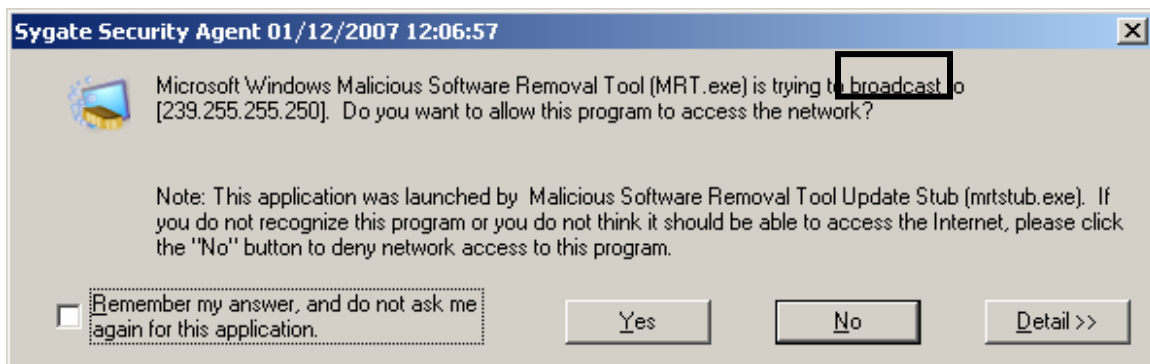 Sygate Security Agent 01/12/2007 12:06:57
Microsoft Windows Malicious Software Removal Tool (MRT.exe) is trying to broadcast to
[239.255.255.250]. Do you want to allow this program to access the network?
Note: This application was launched by Malicious Software Removal Tool Update Stub (mrtstub.exe). If
you do not recognize this program or you do not think it should be able to access the Internet, please click
the "No" button to deny network access to this program.
Remember my answer, and do not ask me
again for this application.
Yes
No
Detail >>